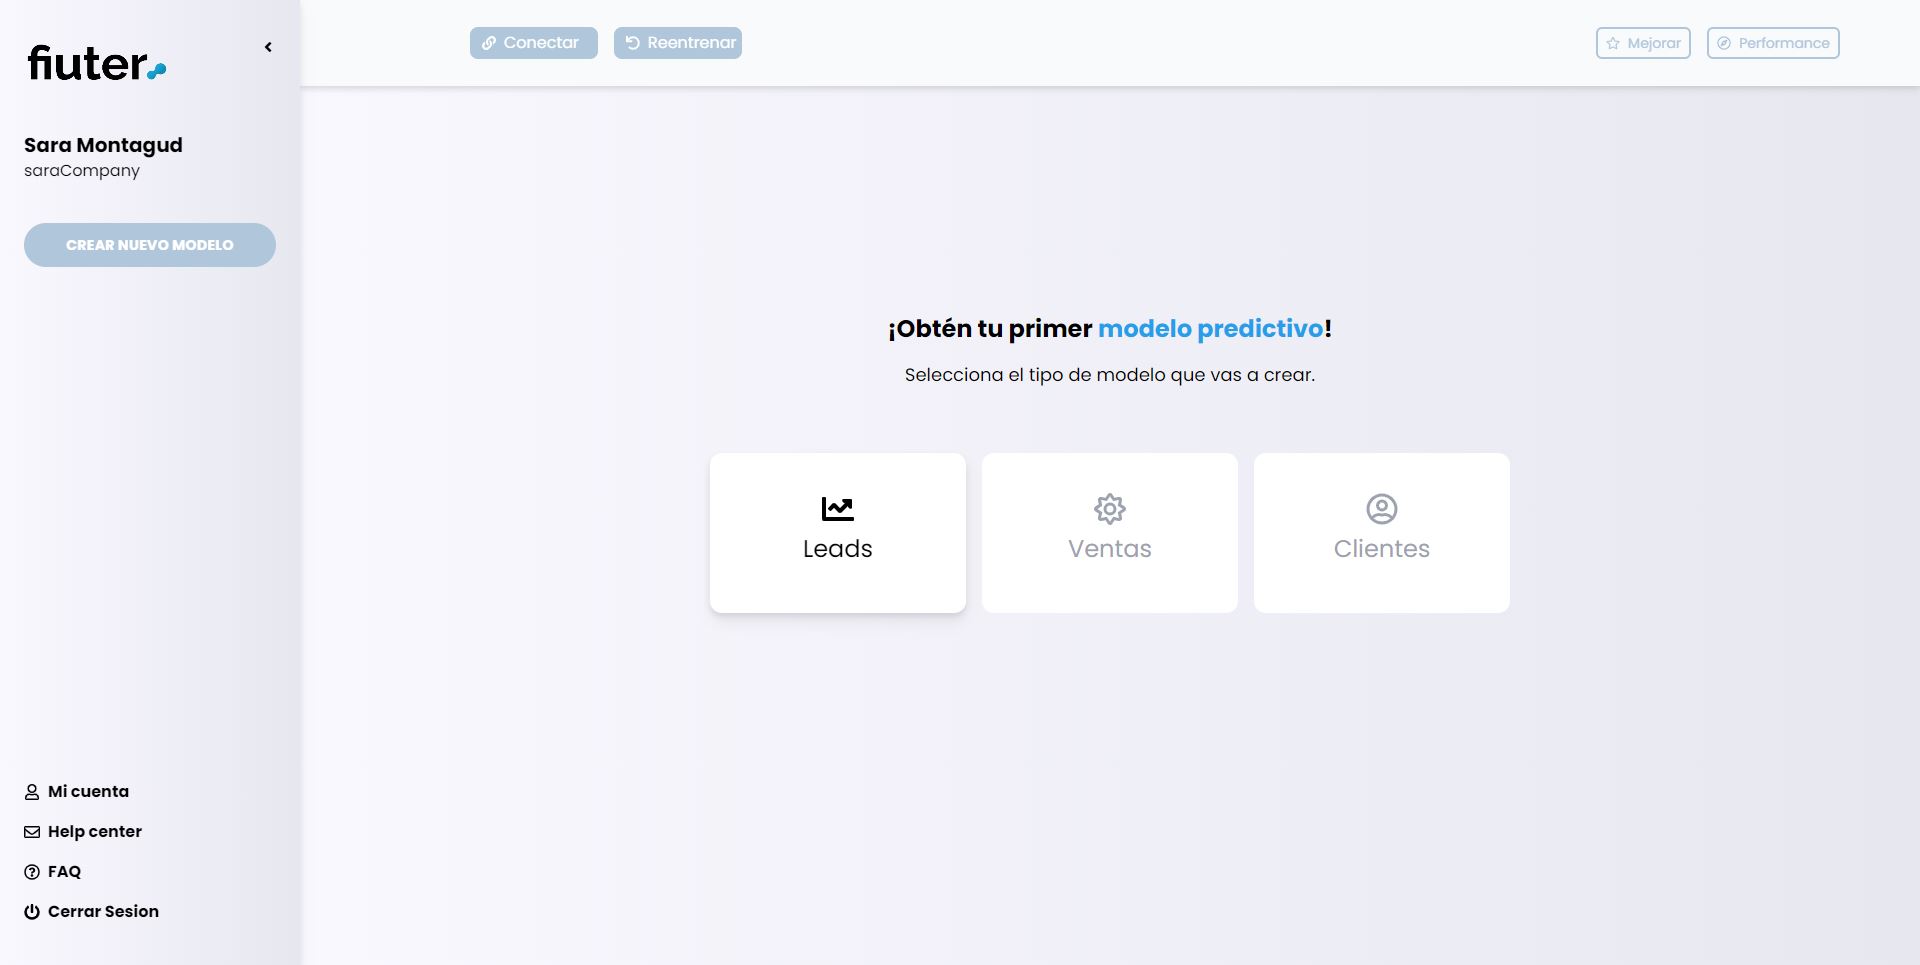 fiuter
Sara Montagud
saraCompany
CREAR NUEVO MODELO
Mi cuenta
Help center
FAQ
Cerrar Sesion
Conectar
Reentrenar
Mejorar
Performance
¡Obtén tu primer modelo predictivo!
Selecciona el tipo de modelo que vas a crear.
Leads
Ventas
Clientes